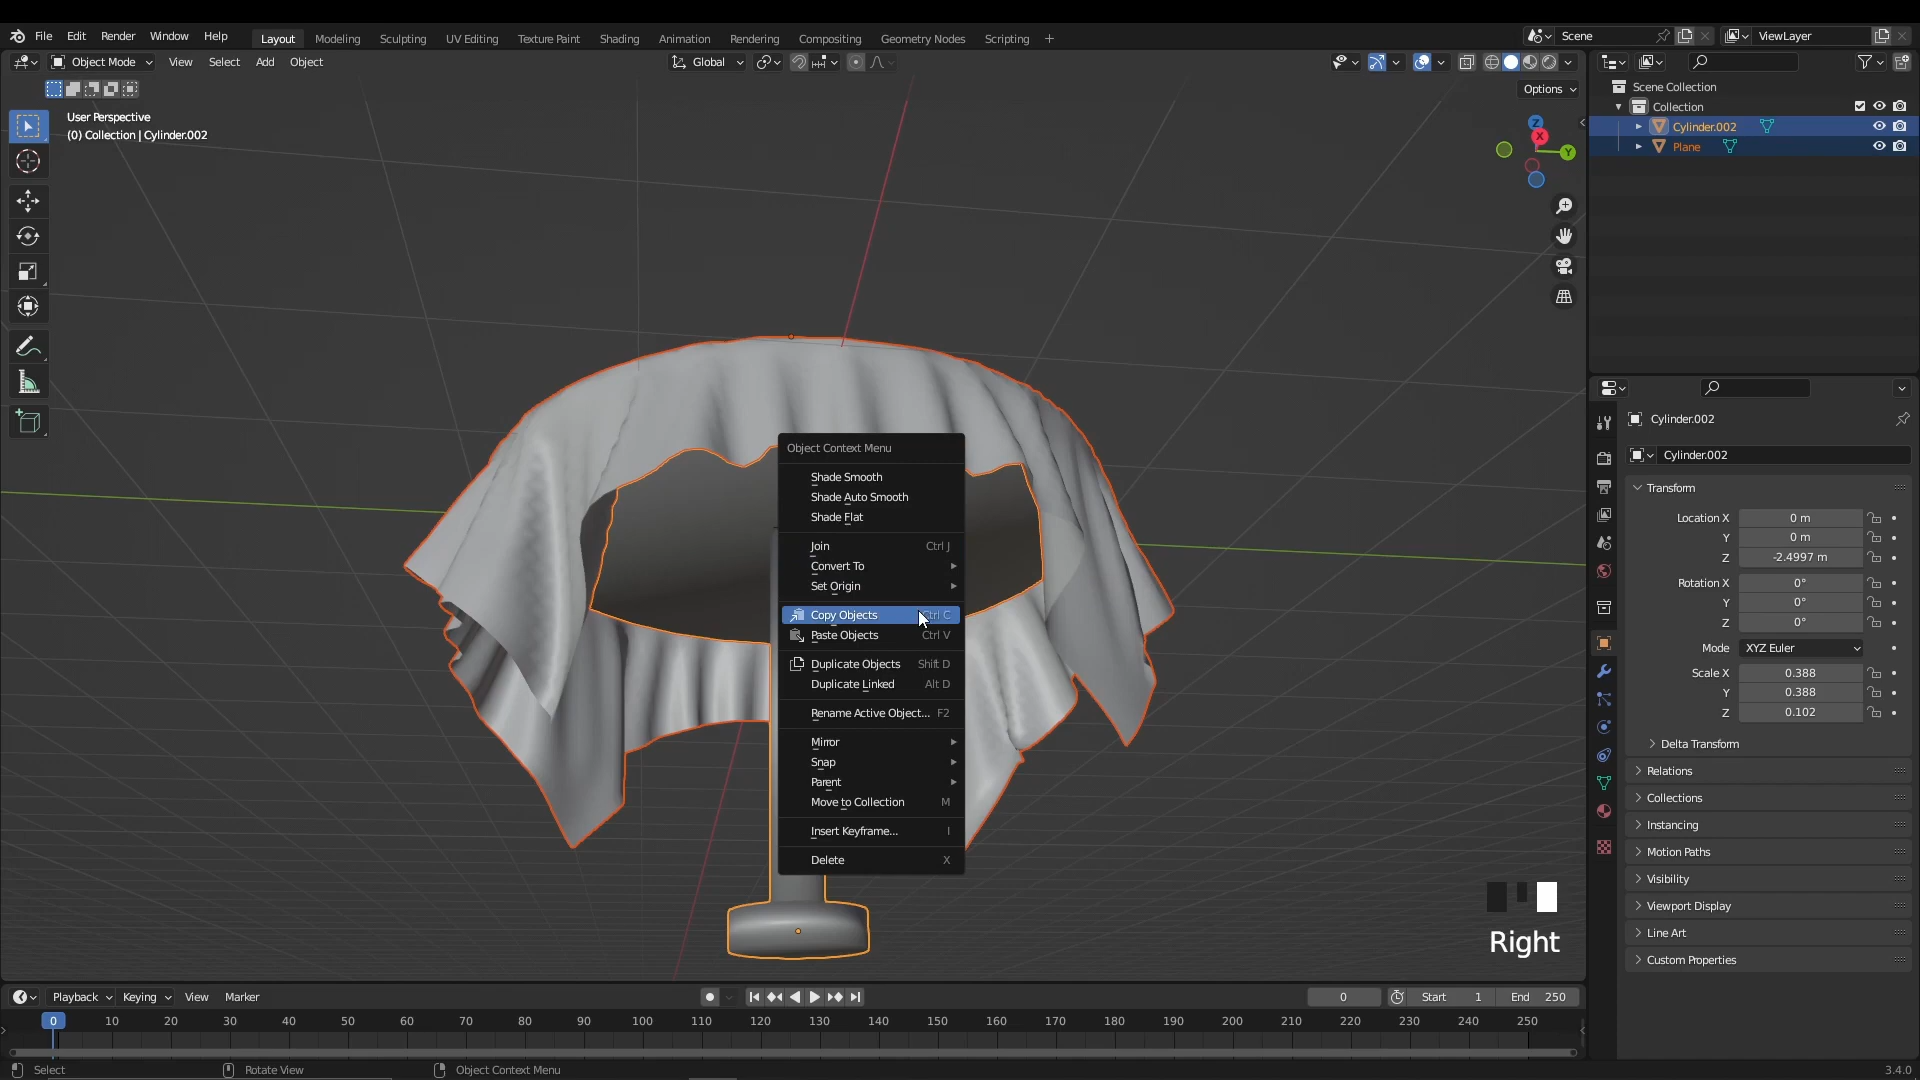 File Edit Render Window Help Layout Modeling Sculpting UV Editing Texture Paint Shading Animation Rendering Compositing Geometry Nodes Scripting + Scene ViewLayer
Object Mode View Select Add Object Global
Options
User Perspective
(0) Collection | Cylinder.002
Z
X
Y
Scene Collection
Collection
Cylinder.002
Plane
Object Context Menu
Shade Smooth
Shade Auto Smooth
Shade Flat
Join Ctrl J
Convert To
Set Origin
Copy Objects Ctrl C
Paste Objects Ctrl V
Duplicate Objects Shift D
Duplicate Linked Alt D
Rename Active Object... F2
Mirror
Snap
Parent
Move to Collection M
Insert Keyframe... I
Delete X
Right
Cylinder.002
Cylinder.002
Transform
Location X 0 m
Y 0 m
Z -2.4997 m
Rotation X 0°
Y 0°
Z 0°
Mode XYZ Euler
Scale X 0.388
Y 0.388
Z 0.102
Delta Transform
Relations
Collections
Instancing
Motion Paths
Visibility
Viewport Display
Line Art
Custom Properties
Playback Keying View Marker 0 Start 1 End 250
0 10 20 30 40 50 60 70 80 90 100 110 120 130 140 150 160 170 180 190 200 210 220 230 240 250
Select Rotate View Object Context Menu 3.4.0